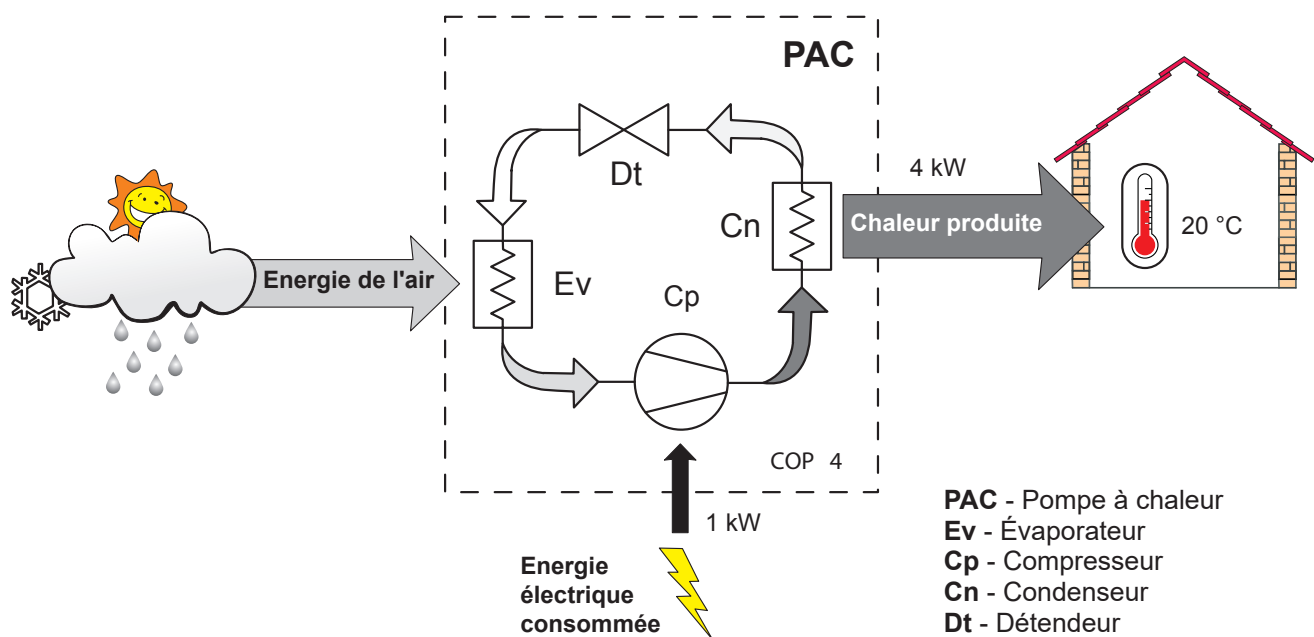 PAC
Dt
4 kW
Cn
Chaleur produite
20 °C
Energie de l'air
Ev
Cp
COP 4
1 kW
Energie
électrique
consommée
PAC - Pompe à chaleur
Ev - Évaporateur
Cp - Compresseur
Cn - Condenseur
Dt - Détendeur